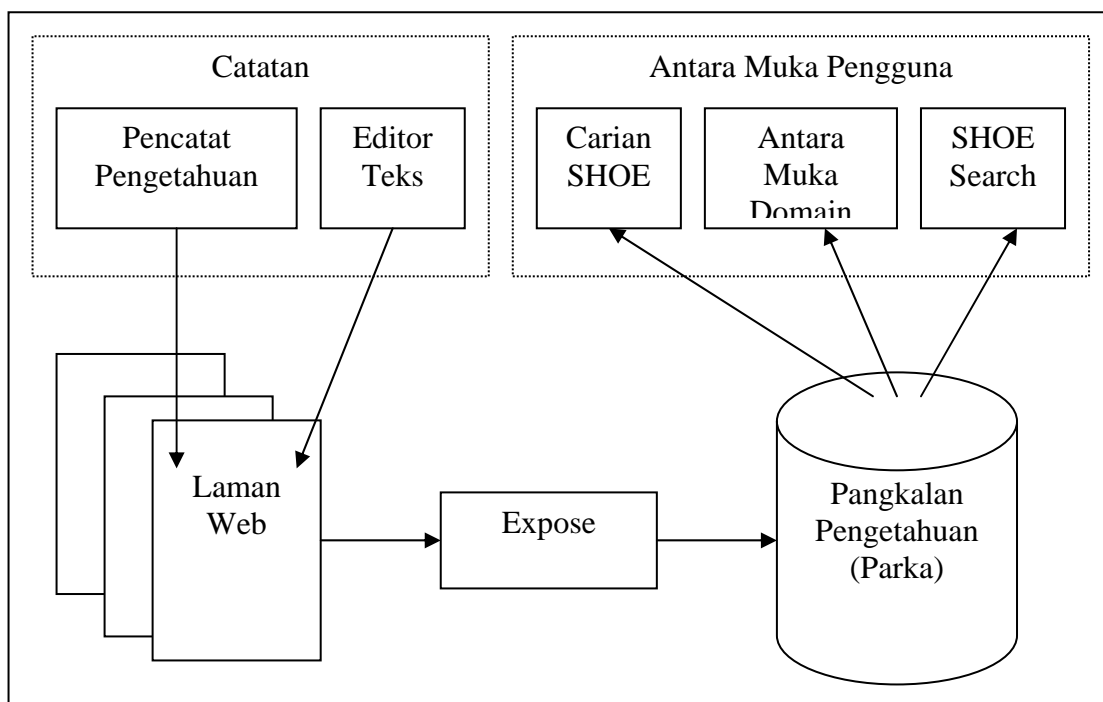 Catatan
Pencatat
Pengetahuan
Editor
Teks
Antara Muka Pengguna
Carian
SHOE
Antara
Muka
Domain
SHOE
Search
Laman
Web
Expose
Pangkalan
Pengetahuan
(Parka)